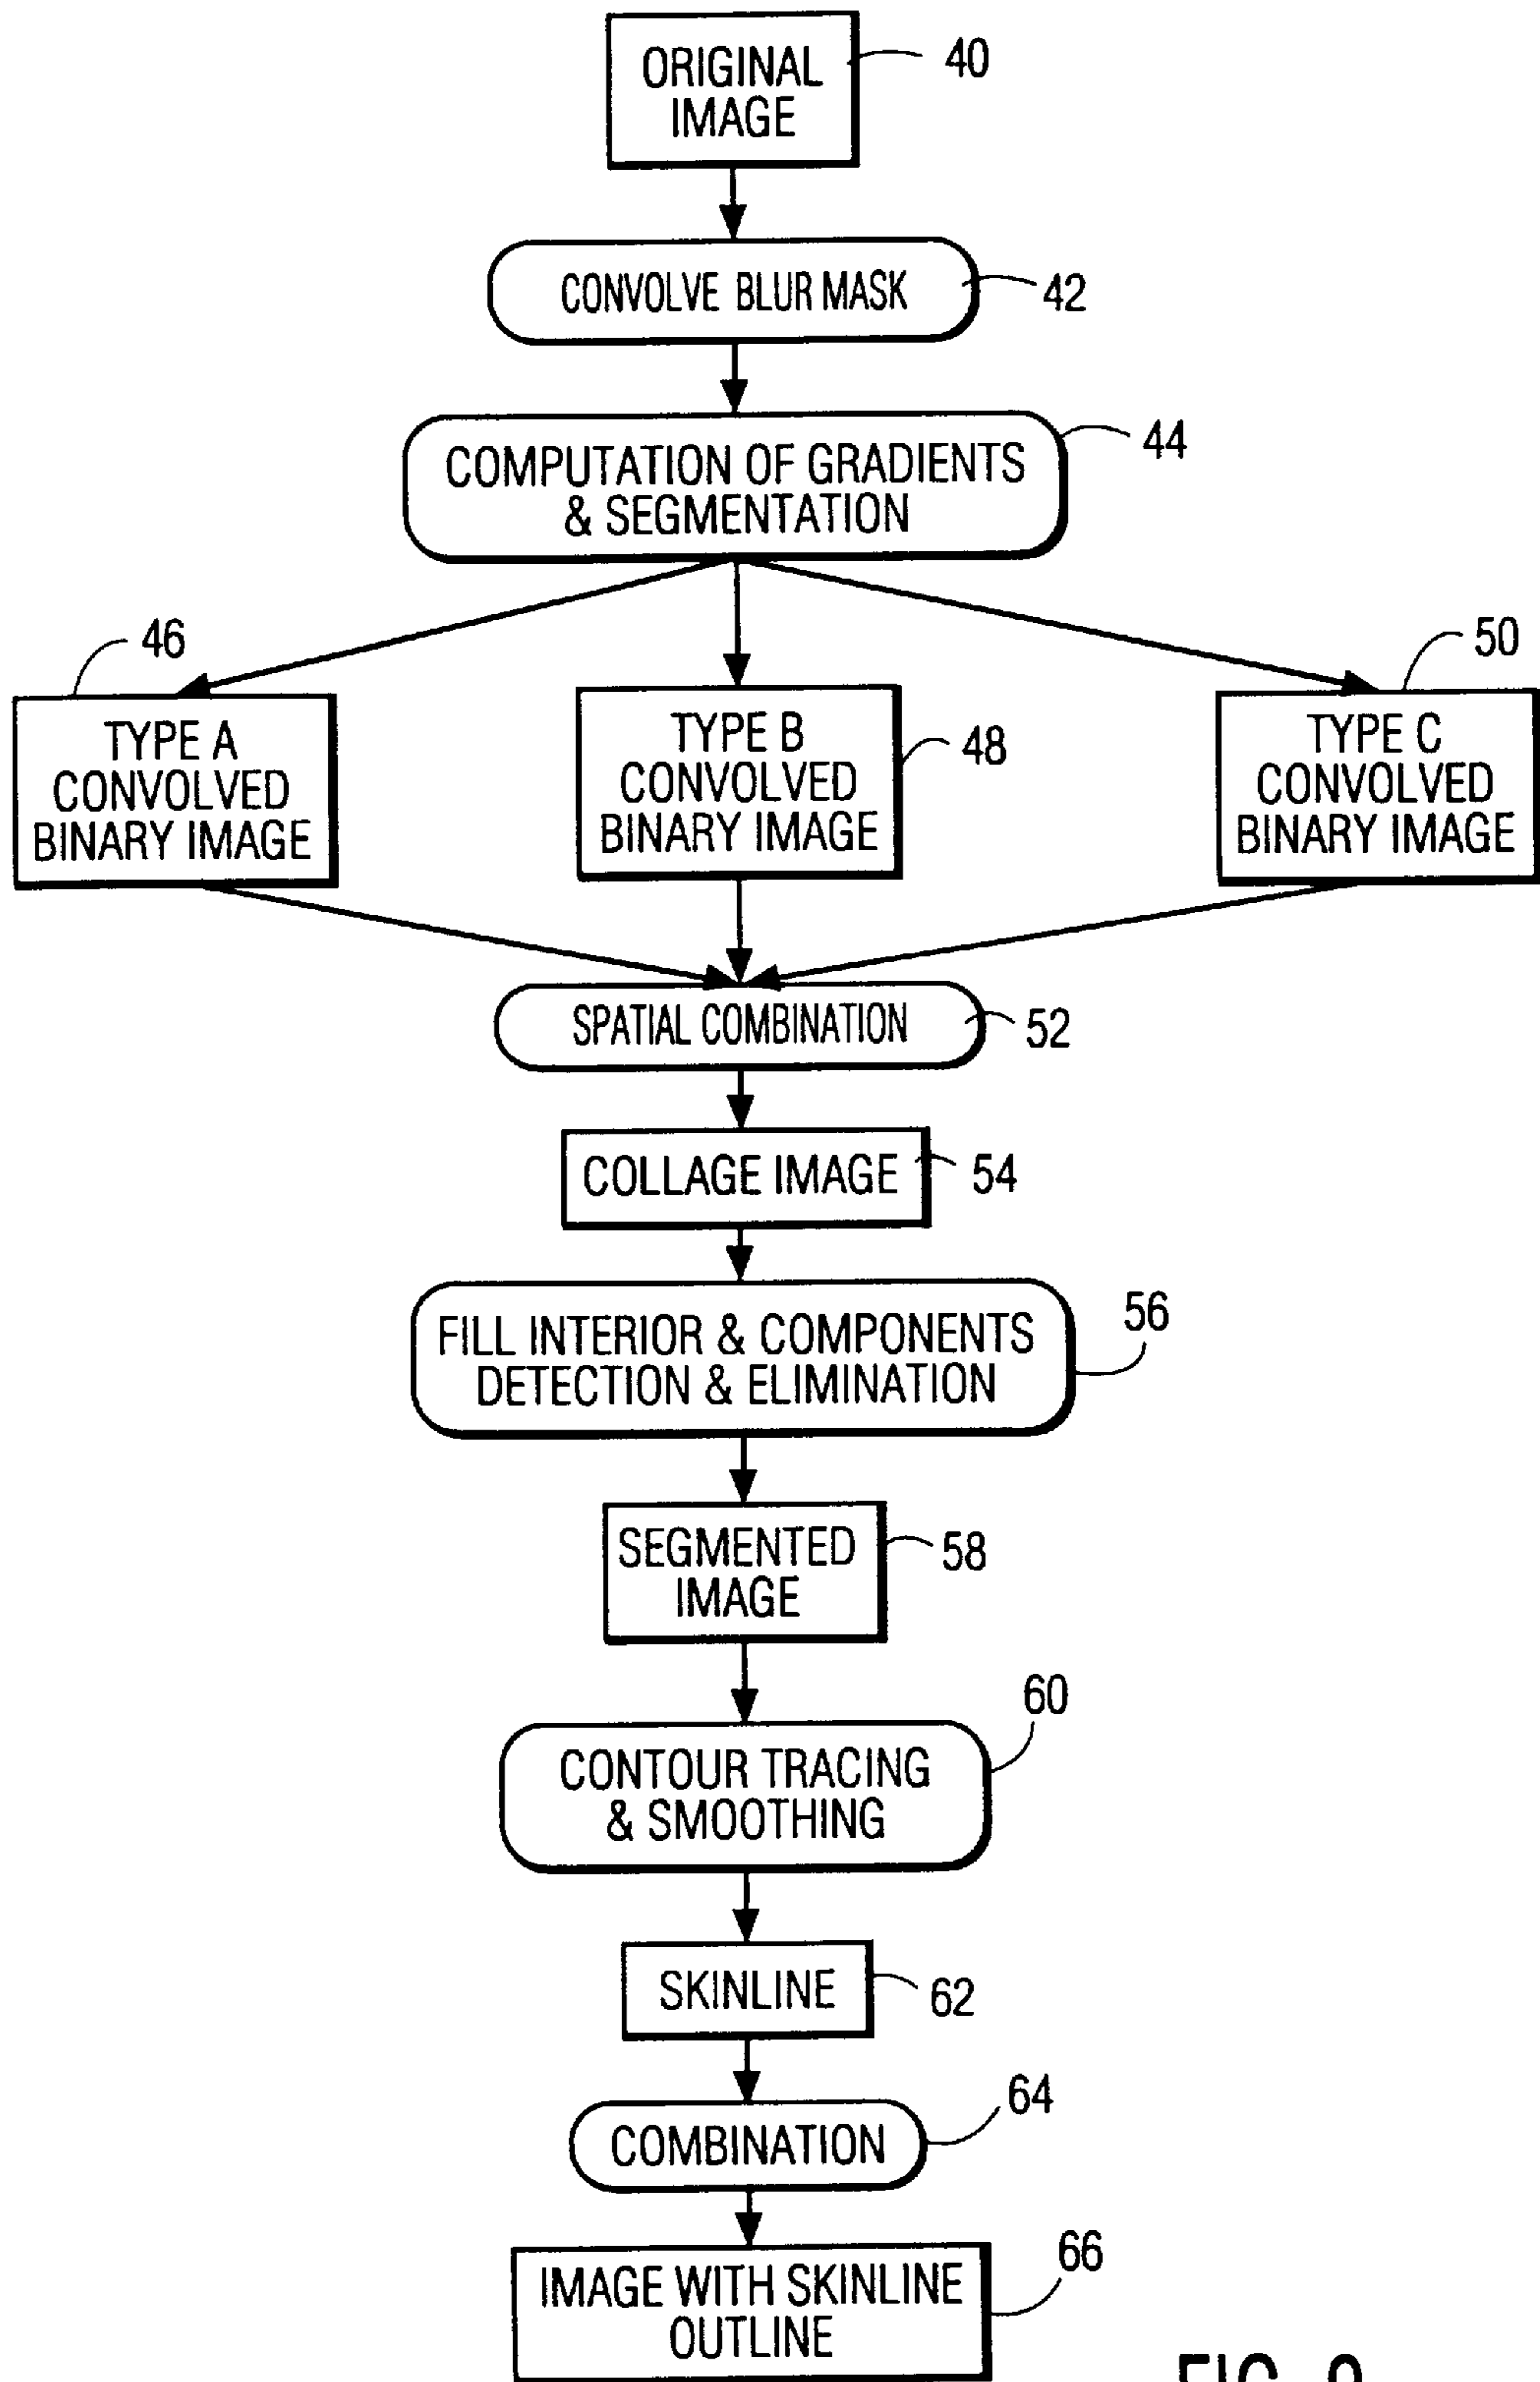 ORIGINAL
IMAGE
40
CONVOLVE BLUR MASK
42
COMPUTATION OF GRADIENTS
& SEGMENTATION
44
46
50
TYPE A
CONVOLVED
BINARY IMAGE
TYPE B
CONVOLVED
BINARY IMAGE
48
TYPE C
CONVOLVED
BINARY IMAGE
SPATIAL COMBINATION
52
COLLAGE IMAGE
54
FILL INTERIOR & COMPONENTS
DETECTION & ELIMINATION
56
SEGMENTED
IMAGE
58
60
CONTOUR TRACING
& SMOOTHING
SKINLINE
62
64
COMBINATION
66
IMAGE WITH SKINLINE
OUTLINE
FIG.